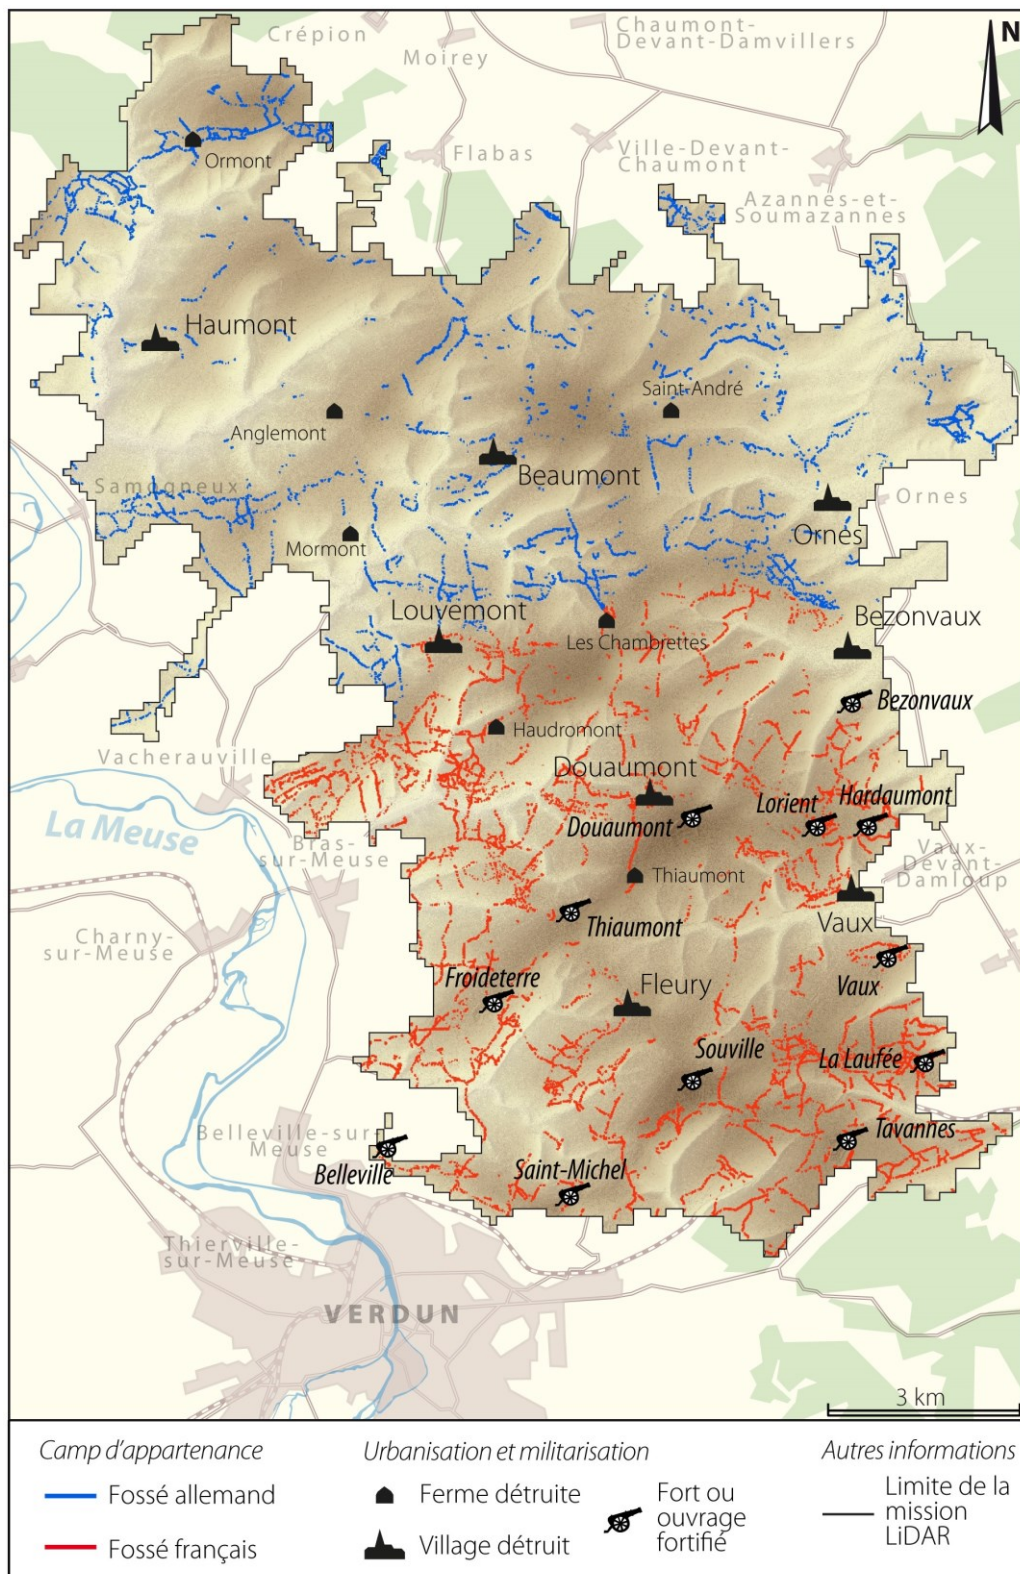 Crépion
Chaumont-
Devant-Damvillers
N
Moirey
Ormont
Flabas
Ville-Devant-
Chaumont
Azannes-et-
Soumazannes
Haumont
Saint-André
Anglemont
Beaumont
Samogneux
Ornes
Ornes
Mormont
Louvemont
Les Chambrettes
Bezonvaux
Bezonvaux
Haudromont
Vacherauville
Douaumont
Douaumont
Lorient
Hardaumont
La Meuse
Bras-
sur-Meuse
Thiaumont
Vaux-
Devant-
Damloup
Thiaumont
Vaux
Charny-
sur-Meuse
Froideterre
Fleury
Vaux
Souville
La Laufée
Belleville-sur-
Meuse
Tavannes
Belleville
Saint-Michel
Thierville-
sur-Meuse
VERDUN
3 km
Camp d'appartenance
Fossé allemand
Fossé français
Urbanisation et militarisation
Ferme détruite
Village détruit
Fort ou
ouvrage
fortifié
Autres informations
Limite de la
mission
LiDAR